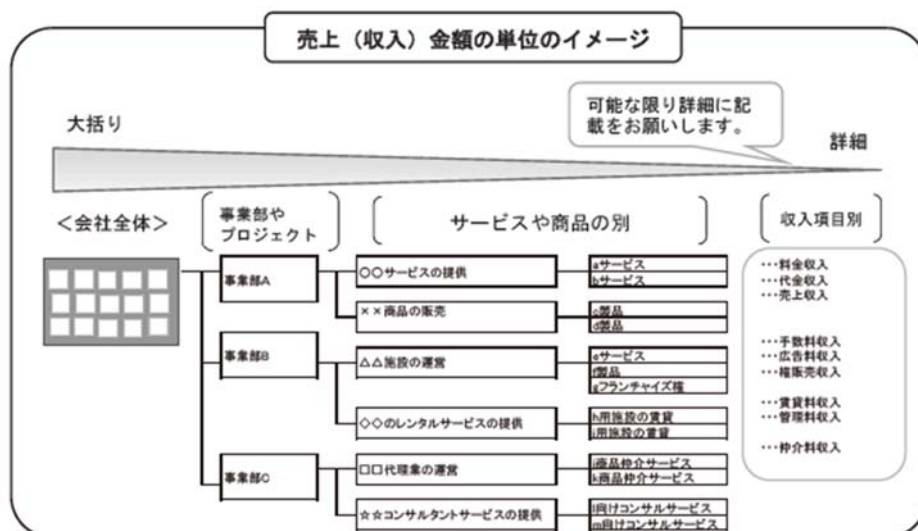 売上（収入）金額の単位のイメージ
可能な限り詳細に記
載をお願いします。
大括り
詳細
＜会社全体＞
事業部や
プロジェクト
サービスや商品の別
収入項目別
事業部A
○○サービスの提供
aサービス
bサービス
××商品の販売
c製品
d製品
事業部B
△△施設の運営
eサービス
f製品
gフランチャイズ権
◇◇のレンタルサービスの提供
h用施設の賃貸
i用施設の賃貸
事業部C
□□代理業の運営
j商品仲介サービス
k商品仲介サービス
☆☆コンサルタントサービスの提供
l向けコンサルサービス
m向けコンサルサービス
…料金収入
…代金収入
…売上収入
…手数料収入
…広告料収入
…権販売収入
…賃貸料収入
…管理料収入
…仲介料収入